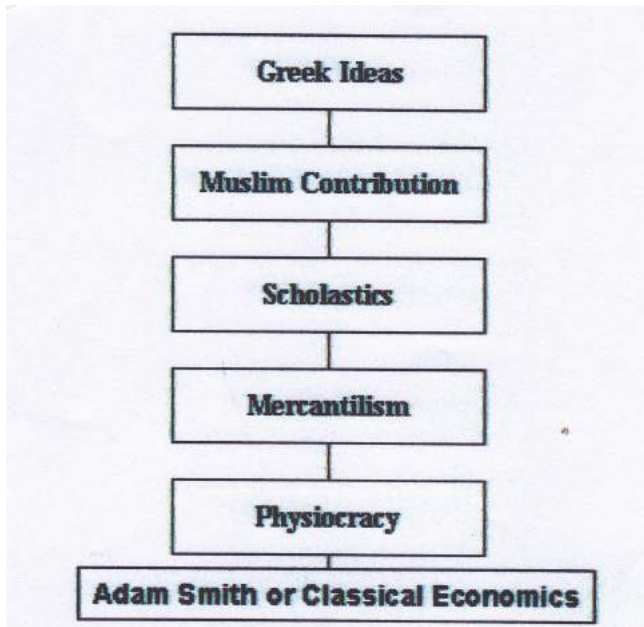 Greek Ideas
Muslim Contribution
Scholastics
Mercantilism
Physiocracy
Adam Smith or Classical Economics